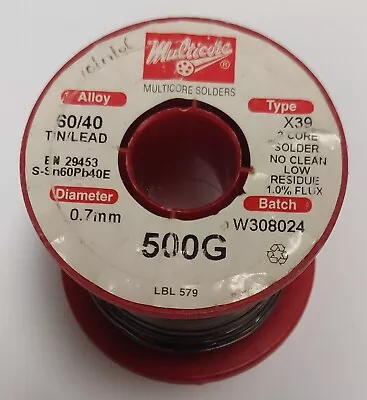 Multicore
®
MULTICORE SOLDERS
Alloy
60/40
TIN/LEAD
EN 29453
S-Sn60Pb40E
Diameter
0.7mm
Type
X39
CORE
SOLDER
NO CLEAN
LOW
RESIDUE
1.0% FLUX
Batch
W308024
500G
LBL 579